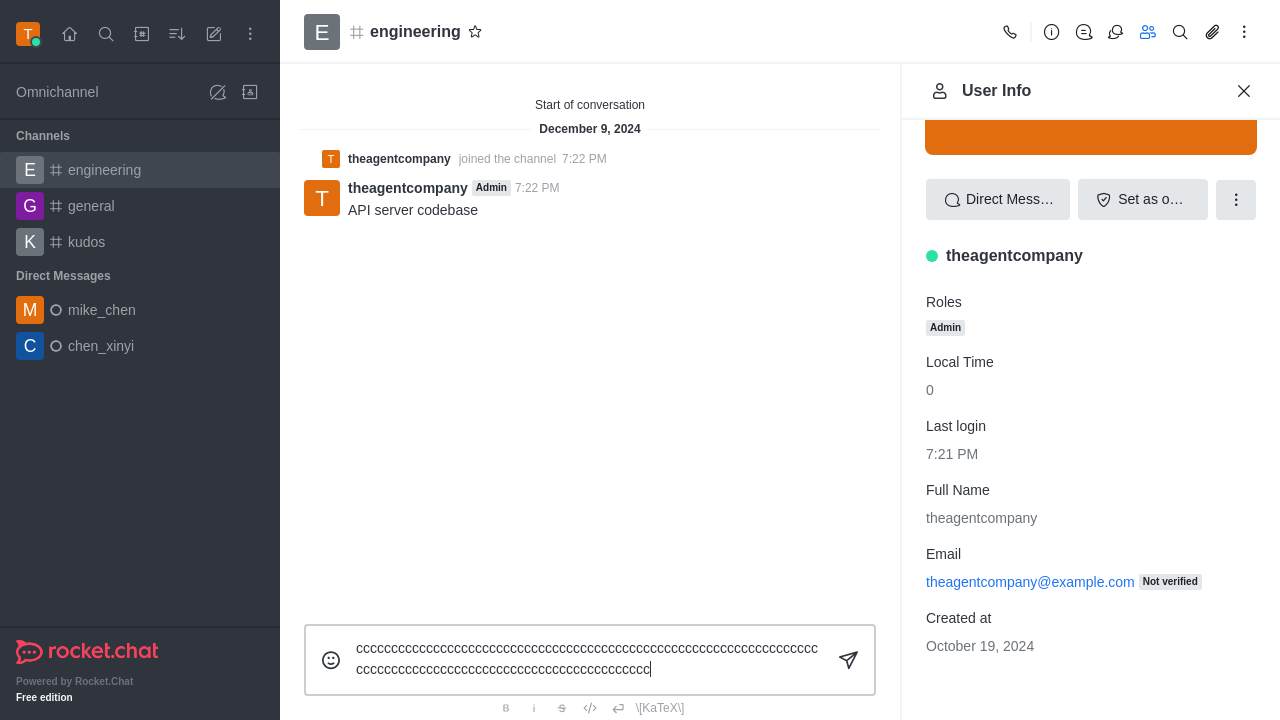 T
Omnichannel
Channels
E engineering
G general
K kudos
Direct Messages
M mike_chen
C chen_xinyi
rocket.chat
Powered by Rocket.Chat
Free edition
E engineering
Start of conversation
December 9, 2024
T theagentcompany joined the channel 7:22 PM
T theagentcompany Admin 7:22 PM
API server codebase
cccccccccccccccccccccccccccccccccccccccccccccccccccccccccccccccccc
cccccccccccccccccccccccccccccccccccccccccc
B i S \[KaTeX\]
User Info
Direct Mess… Set as o…
theagentcompany
Roles
Admin
Local Time
0
Last login
7:21 PM
Full Name
theagentcompany
Email
theagentcompany@example.com Not verified
Created at
October 19, 2024